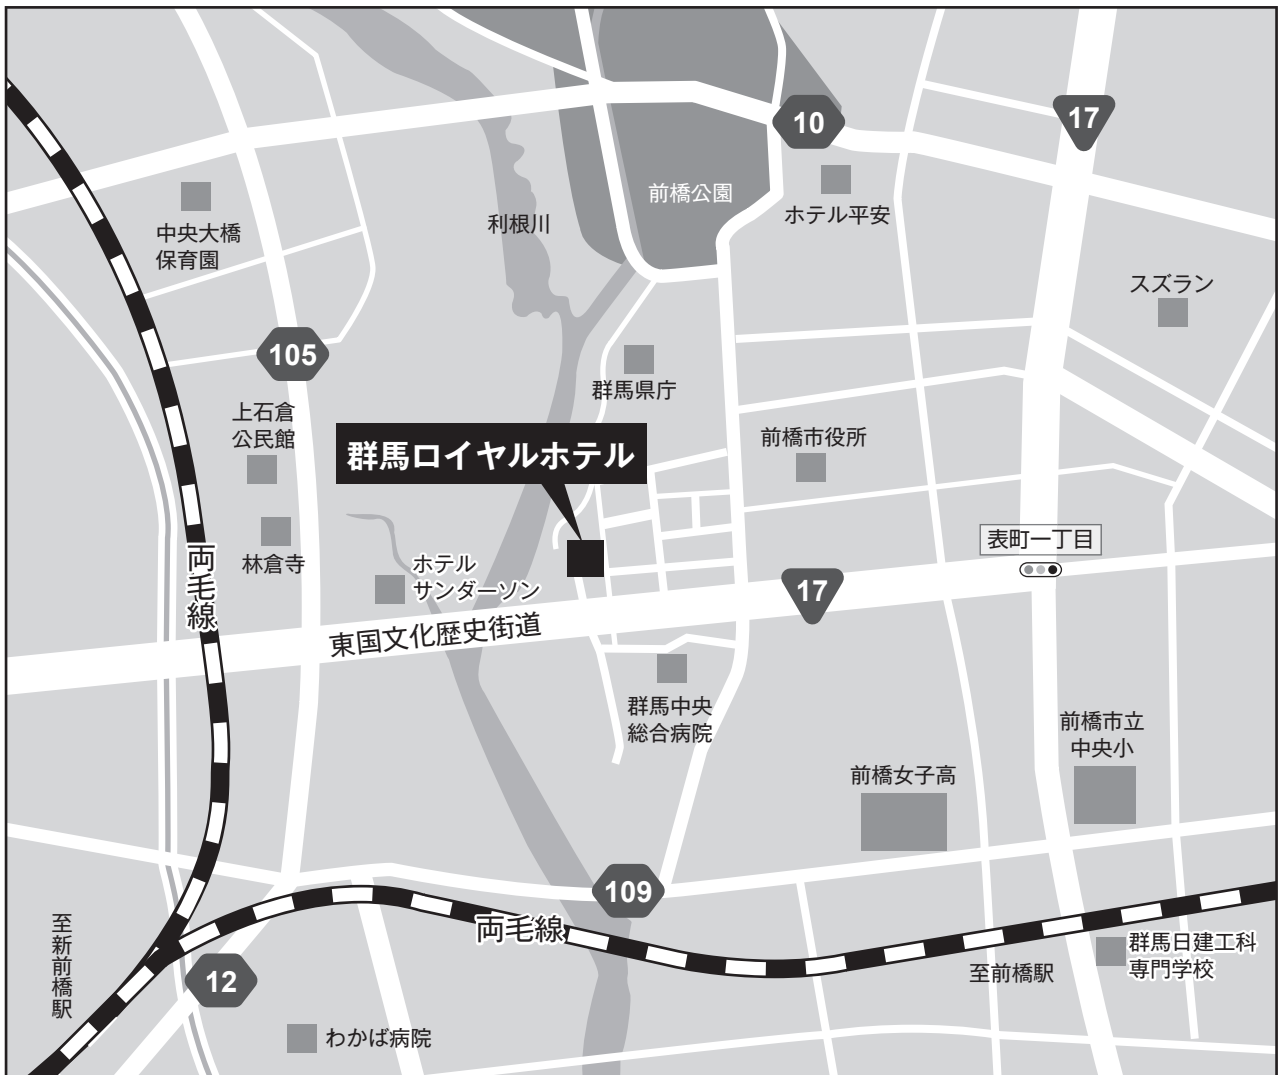 10
17
前橋公園
中央大橋
保育園
利根川
ホテル平安
スズラン
105
群馬県庁
上石倉
公民館
群馬ロイヤルホテル
前橋市役所
林倉寺
両毛線
ホテル
サンダーソン
表町一丁目
17
東国文化歴史街道
群馬中央
総合病院
前橋市立
中央小
前橋女子高
109
両毛線
至新前橋駅
群馬日建工科
専門学校
至前橋駅
12
わかば病院